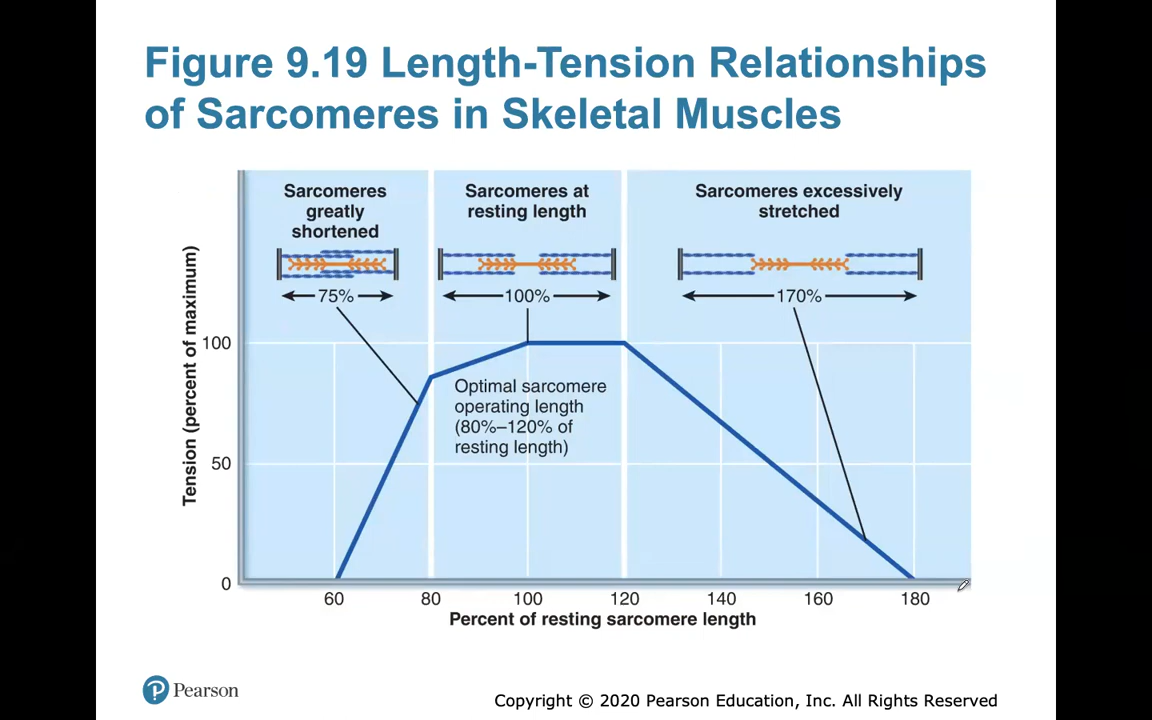 Figure 9.19 Length-Tension Relationships
of Sarcomeres in Skeletal Muscles
Sarcomeres
greatly
shortened
Sarcomeres at
resting length
Sarcomeres excessively
stretched
75%
100%
170%
Tension (percent of maximum)
100
50
0
Optimal sarcomere
operating length
(80%–120% of
resting length)
60 80 100 120 140 160 180
Percent of resting sarcomere length
P Pearson
Copyright © 2020 Pearson Education, Inc. All Rights Reserved